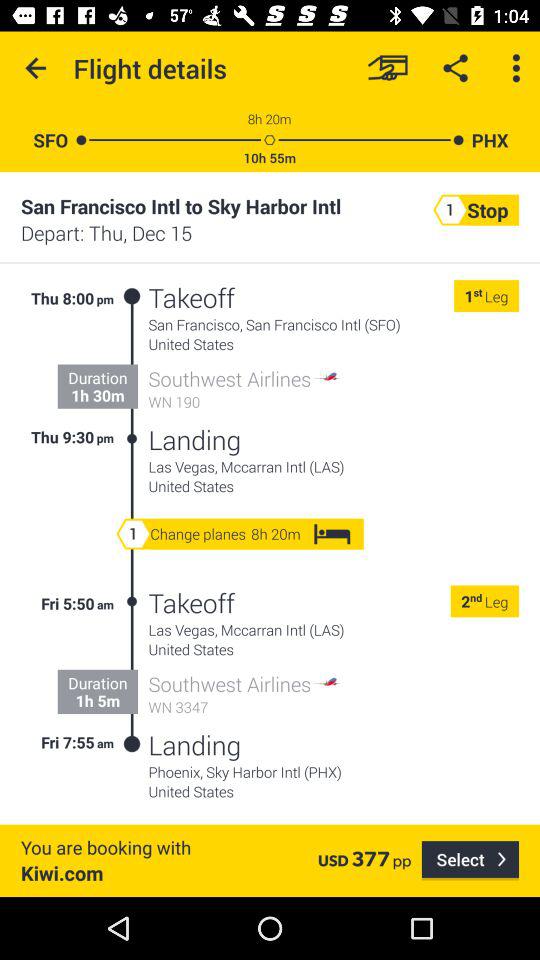 57° 1:04
Flight details
8h 20m
SFO PHX
10h 55m
San Francisco Intl to Sky Harbor Intl
1 Stop
Depart: Thu, Dec 15
Thu 8:00 pm Takeoff 1st Leg
San Francisco, San Francisco Intl (SFO)
United States
Duration Southwest Airlines
1h 30m WN 190
Thu 9:30 pm Landing
Las Vegas, Mccarran Intl (LAS)
United States
1 Change planes 8h 20m
Fri 5:50 am Takeoff 2nd Leg
Las Vegas, Mccarran Intl (LAS)
United States
Duration Southwest Airlines
1h 5m WN 3347
Fri 7:55 am Landing
Phoenix, Sky Harbor Intl (PHX)
United States
You are booking with
Kiwi.com
USD 377 pp Select